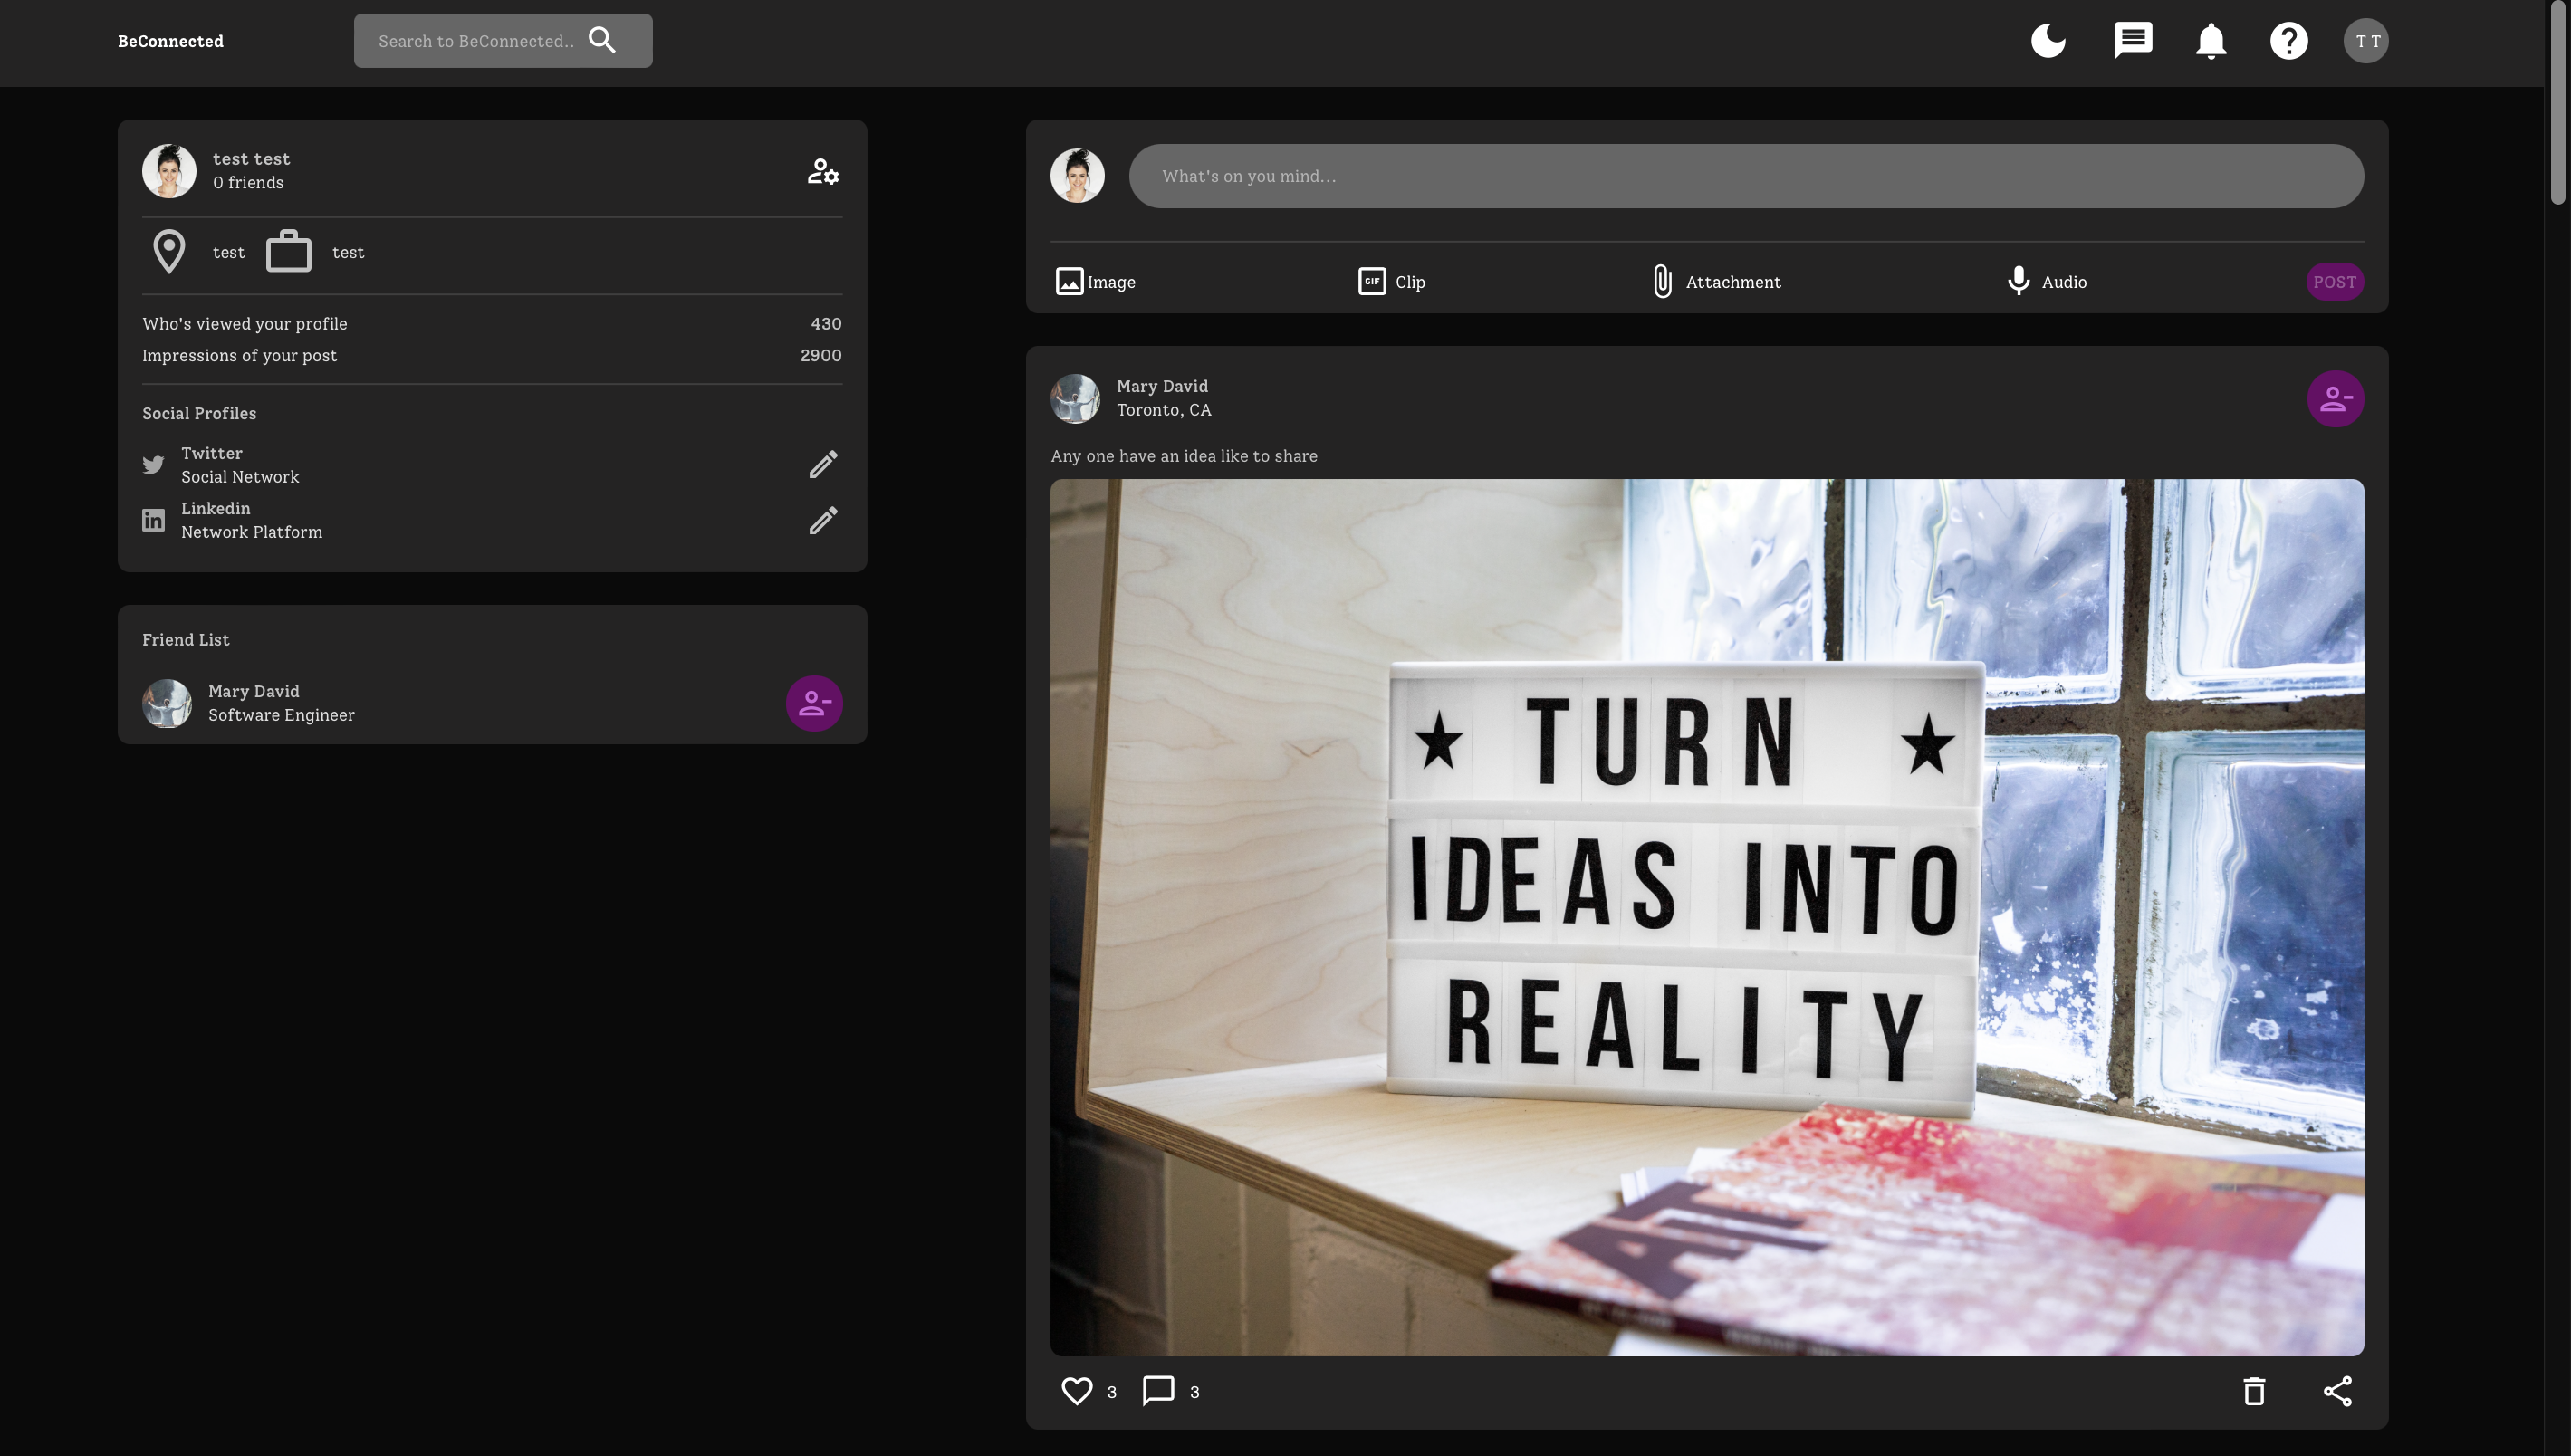 BeConnected
Search to BeConnected..
T T
test test
0 friends
test
test
Who's viewed your profile 430
Impressions of your post 2900
Social Profiles
Twitter
Social Network
Linkedin
Network Platform
Friend List
Mary David
Software Engineer
What's on you mind...
Image
GIF Clip
Attachment
Audio
POST
Mary David
Toronto, CA
Any one have an idea like to share
★ TURN ★
IDEAS INTO
REALITY
3
3